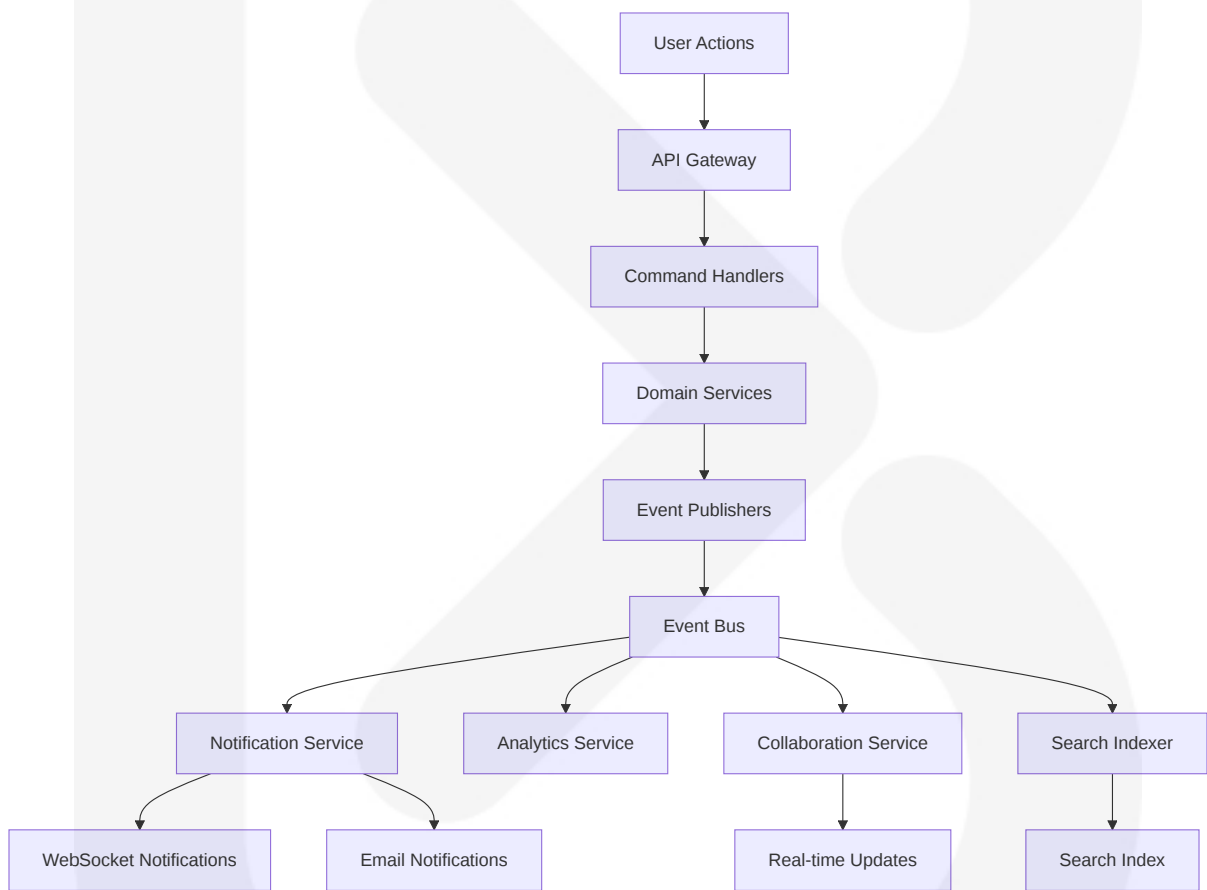 User Actions
API Gateway
Command Handlers
Domain Services
Event Publishers
Event Bus
Notification Service
Analytics Service
Collaboration Service
Search Indexer
WebSocket Notifications
Email Notifications
Real-time Updates
Search Index